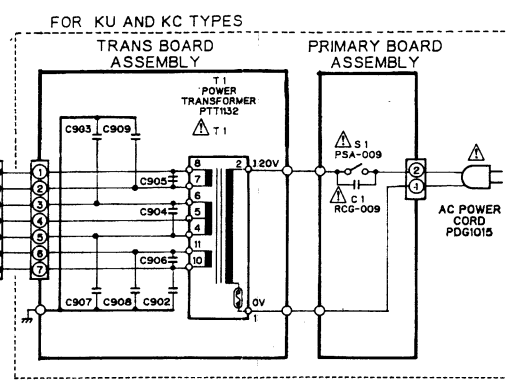 FOR KU AND KC TYPES
TRANS BOARD
ASSEMBLY
PRIMARY BOARD
ASSEMBLY
T1
POWER
TRANSFORMER
PTT1132
T1
C903 C909
S1
PSA-009
C1
RCG-009
AC POWER
CORD
PDG1015
8 2 120V
7
C905
6
C904
5
4
11
C906
10
0V
1
1
2
3
4
5
6
7
2
1
C907 C908 C902